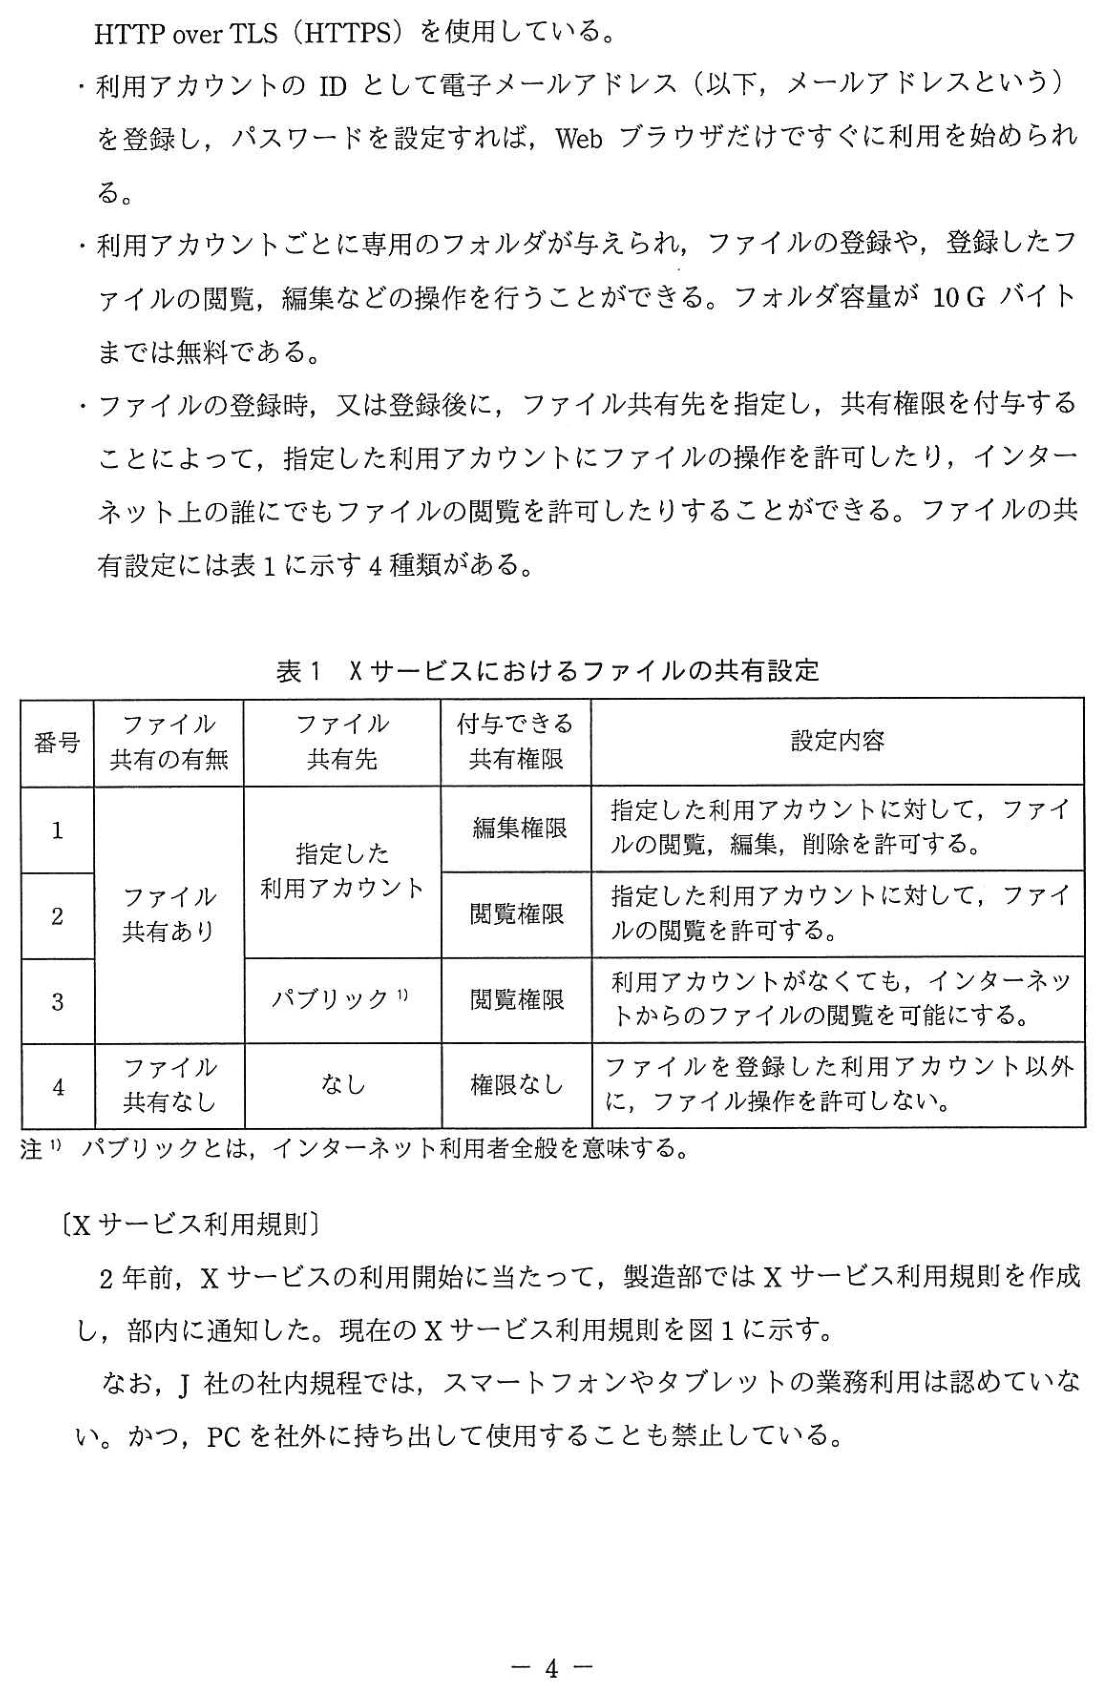 HTTP over TLS（HTTPS）を使用している。
・利用アカウントの ID として電子メールアドレス（以下，メールアドレスという）
を登録し，パスワードを設定すれば，Web ブラウザだけですぐに利用を始められ
る。
・利用アカウントごとに専用のフォルダが与えられ，ファイルの登録や，登録したフ
ァイルの閲覧，編集などの操作を行うことができる。フォルダ容量が 10 G バイト
までは無料である。
・ファイルの登録時，又は登録後に，ファイル共有先を指定し，共有権限を付与する
ことによって，指定した利用アカウントにファイルの操作を許可したり，インター
ネット上の誰にでもファイルの閲覧を許可したりすることができる。ファイルの共
有設定には表 1 に示す 4 種類がある。
表 1　X サービスにおけるファイルの共有設定
番号
ファイル
共有の有無
ファイル
共有先
付与できる
共有権限
設定内容
1
ファイル
共有あり
指定した
利用アカウント
編集権限
指定した利用アカウントに対して，ファイ
ルの閲覧，編集，削除を許可する。
2
閲覧権限
指定した利用アカウントに対して，ファイ
ルの閲覧を許可する。
3
パブリック 1)
閲覧権限
利用アカウントがなくても，インターネッ
トからのファイルの閲覧を可能にする。
4
ファイル
共有なし
なし
権限なし
ファイルを登録した利用アカウント以外
に，ファイル操作を許可しない。
注 1)　パブリックとは，インターネット利用者全般を意味する。
〔X サービス利用規則〕
2 年前，X サービスの利用開始に当たって，製造部では X サービス利用規則を作成
し，部内に通知した。現在の X サービス利用規則を図 1 に示す。
なお，J 社の社内規程では，スマートフォンやタブレットの業務利用は認めていな
い。かつ，PC を社外に持ち出して使用することも禁止している。
－ 4 －